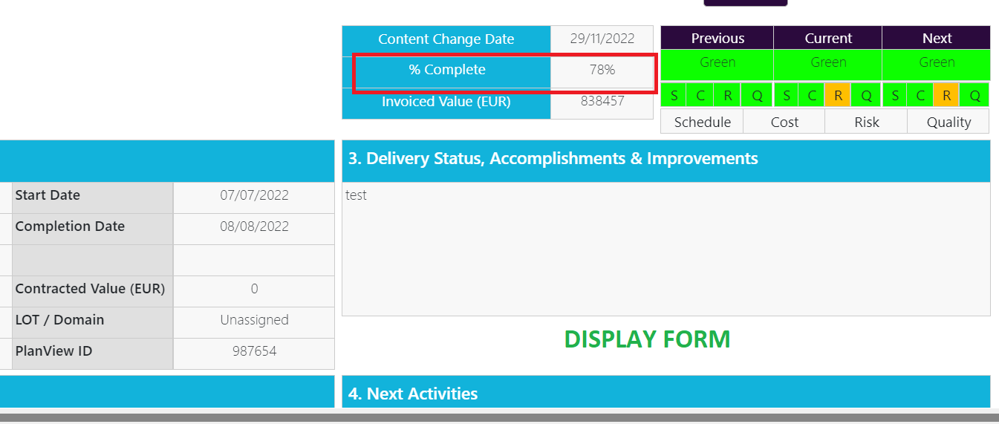 Content Change Date 29/11/2022
% Complete 78%
Invoiced Value (EUR) 838457
Previous Current Next
Green Green Green
S C R Q S C R Q S C R Q
Schedule Cost Risk Quality
Start Date 07/07/2022
Completion Date 08/08/2022
Contracted Value (EUR) 0
LOT / Domain Unassigned
PlanView ID 987654
3. Delivery Status, Accomplishments & Improvements
test
DISPLAY FORM
4. Next Activities